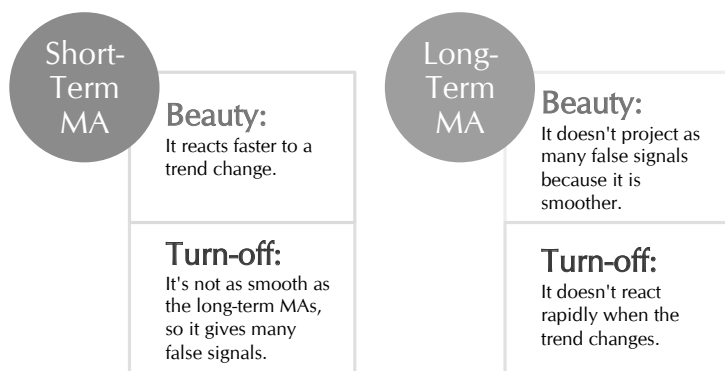 Short-
Term
MA
Beauty:
It reacts faster to a
trend change.
Turn-off:
It's not as smooth as
the long-term MAs,
so it gives many
false signals.
Long-
Term
MA
Beauty:
It doesn't project as
many false signals
because it is
smoother.
Turn-off:
It doesn't react
rapidly when the
trend changes.